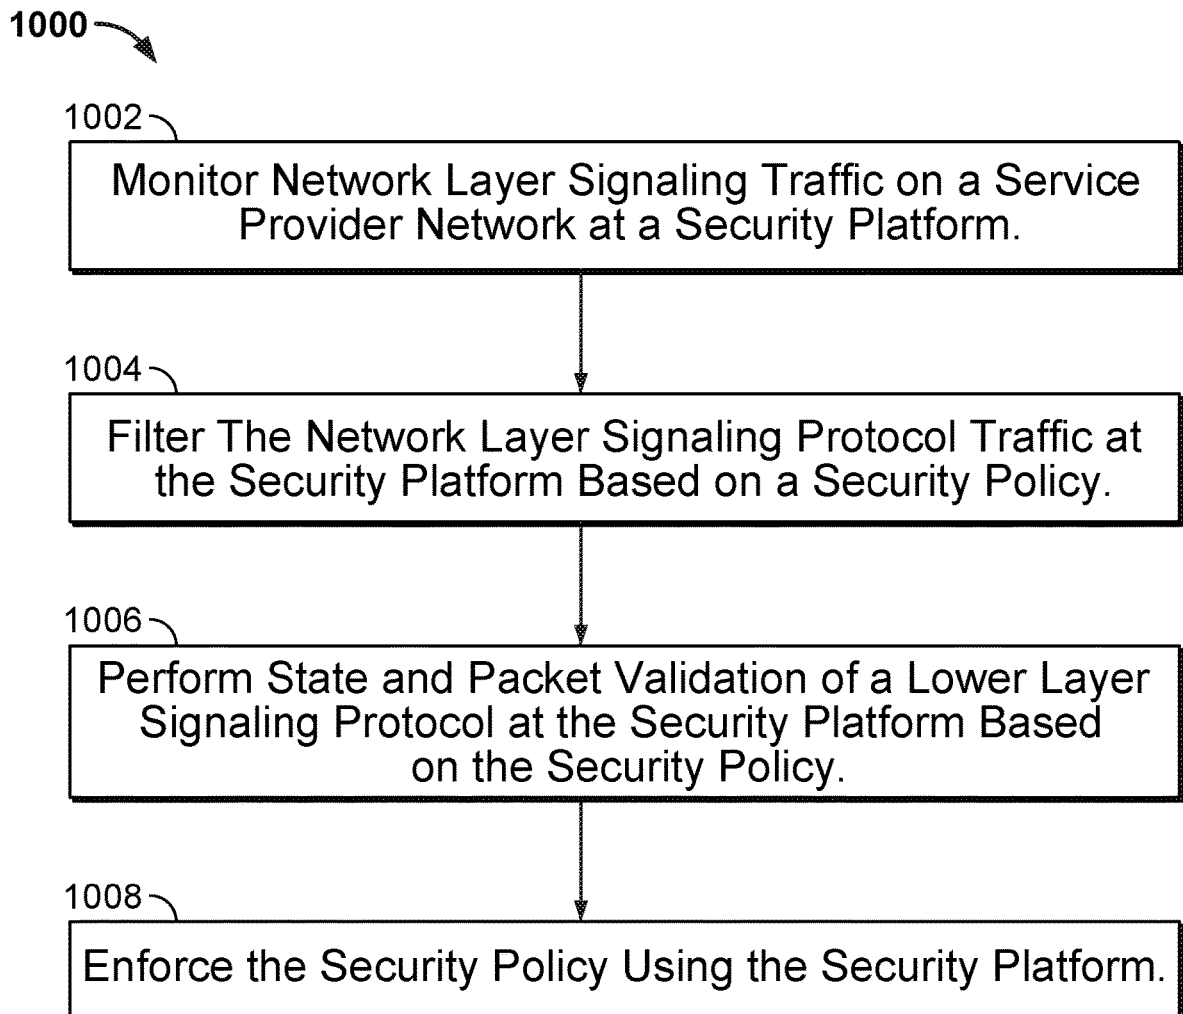 1000
1002
Monitor Network Layer Signaling Traffic on a Service
Provider Network at a Security Platform.
1004
Filter The Network Layer Signaling Protocol Traffic at
the Security Platform Based on a Security Policy.
1006
Perform State and Packet Validation of a Lower Layer
Signaling Protocol at the Security Platform Based
on the Security Policy.
1008
Enforce the Security Policy Using the Security Platform.